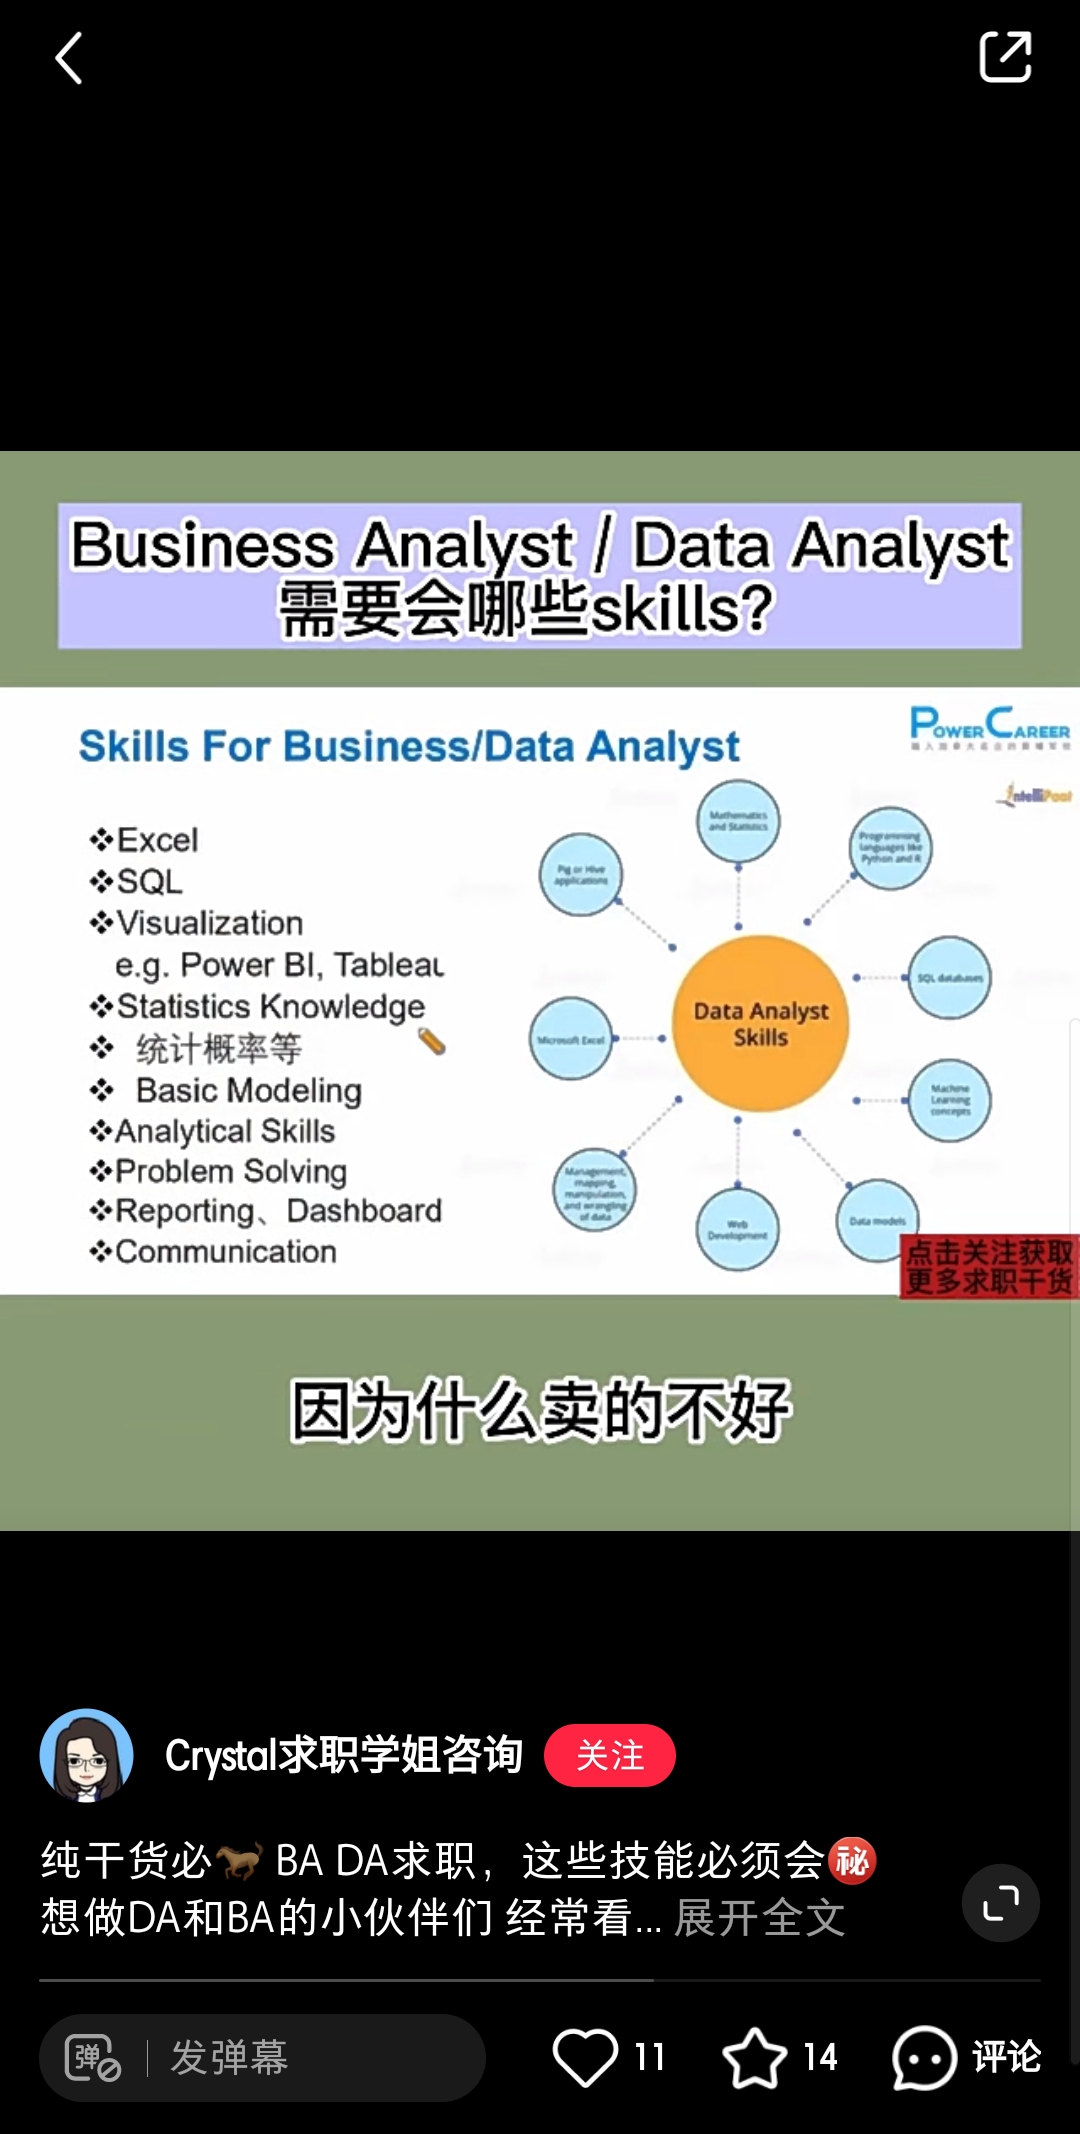 Business Analyst / Data Analyst
需要会哪些skills?
Skills For Business/Data Analyst
POWERCAREER
Intellipaat
❖Excel
❖SQL
❖Visualization
e.g. Power BI, Tableau
❖Statistics Knowledge
❖ 统计概率等
❖ Basic Modeling
❖Analytical Skills
❖Problem Solving
❖Reporting、Dashboard
❖Communication
Mathematics
and Statistics
Programming
languages like
Python and R
Pig or Hive
applications
SQL databases
Data Analyst
Skills
Microsoft Excel
Machine
Learning
concepts
Management,
mapping,
manipulation,
and wrangling
of data
Web
Development
Data models
点击关注获取
更多求职干货
因为什么卖的不好
Crystal求职学姐咨询
关注
纯干货必🐎 BA DA求职，这些技能必须会㊙️
想做DA和BA的小伙伴们 经常看... 展开全文
弹
发弹幕
11
14
评论